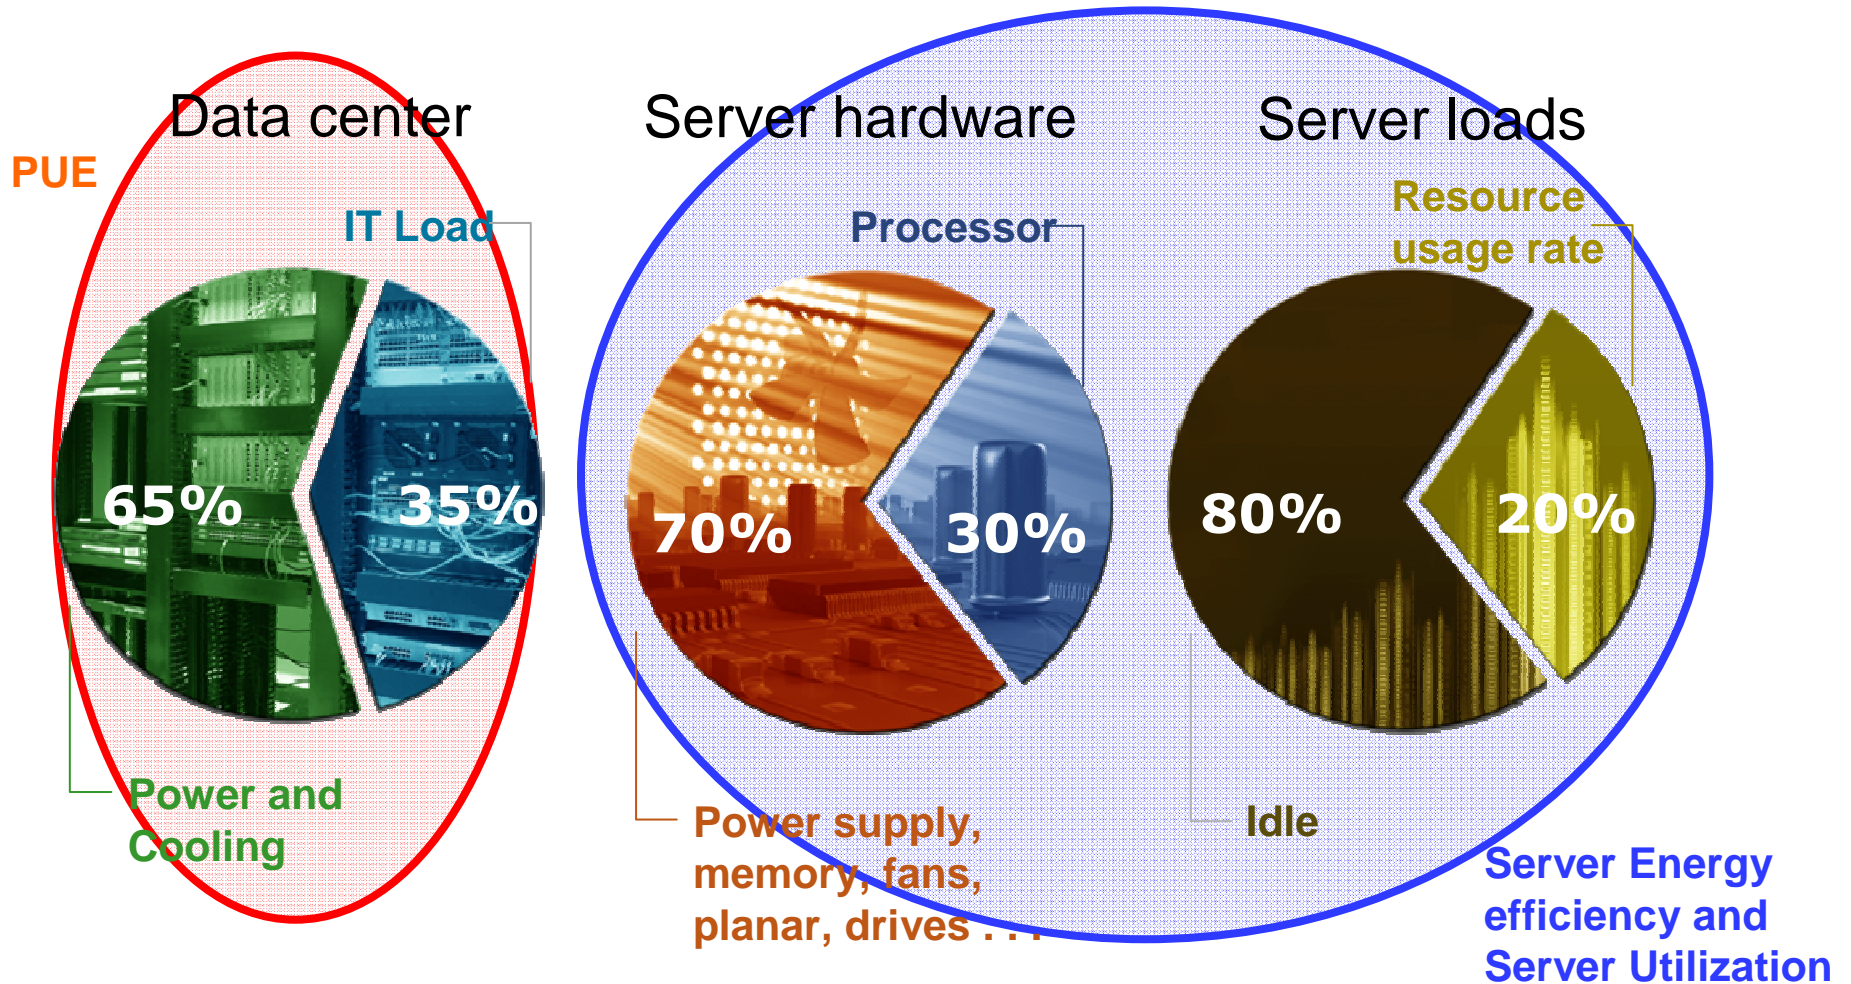 Data center
Server hardware
Server loads
PUE
IT Load
Processor
Resource
usage rate
65%
35%
70%
30%
80%
20%
Power and
Cooling
Power supply,
memory, fans,
planar, drives . . .
Idle
Server Energy
efficiency and
Server Utilization